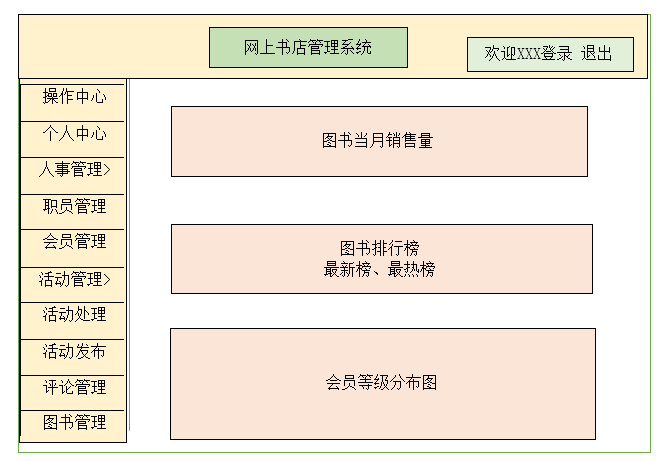 网上书店管理系统
欢迎XXX登录 退出
操作中心
个人中心
人事管理>
职员管理
会员管理
活动管理>
活动处理
活动发布
评论管理
图书管理
图书当月销售量
图书排行榜
最新榜、最热榜
会员等级分布图